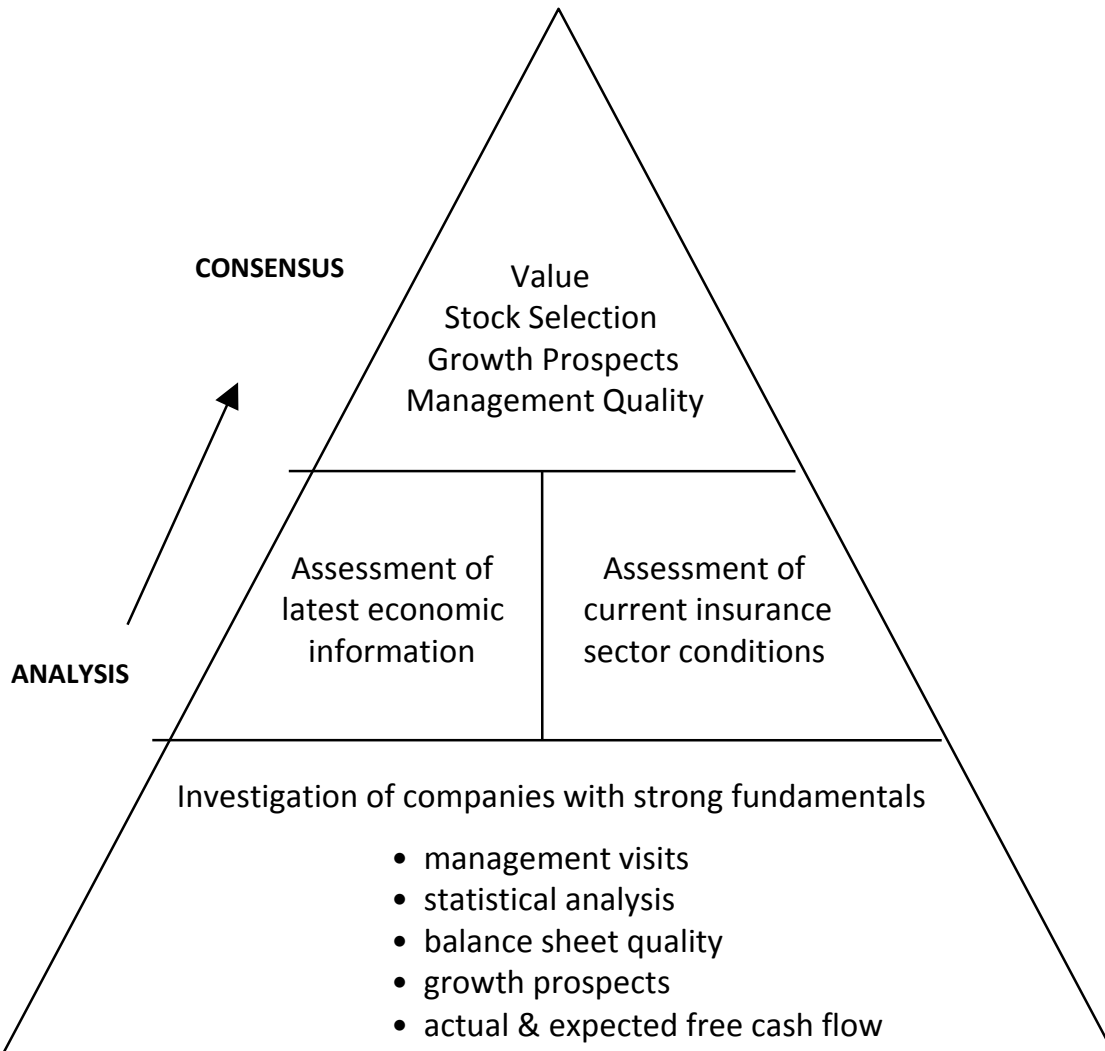 CONSENSUS
Value
Stock Selection
Growth Prospects
Management Quality
Assessment of
latest economic
information
Assessment of
current insurance
sector conditions
ANALYSIS
Investigation of companies with strong fundamentals
• management visits
• statistical analysis
• balance sheet quality
• growth prospects
• actual & expected free cash flow